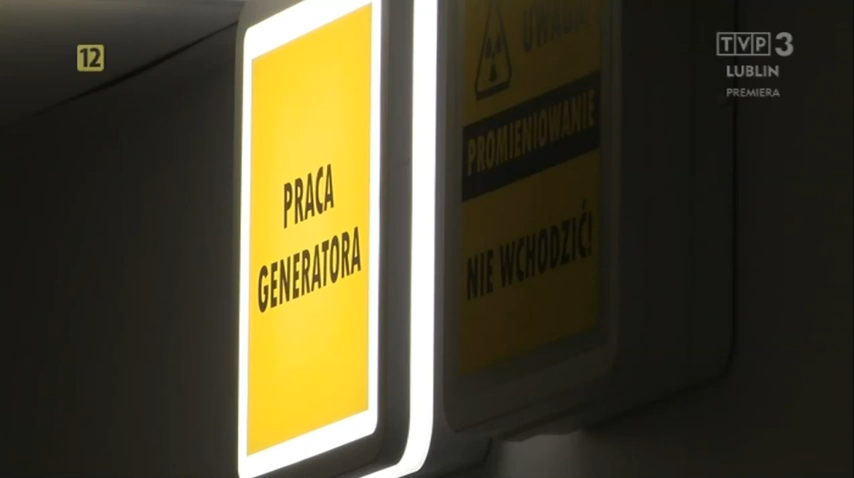 12
TVP3
LUBLIN
PREMIERA
PRACA
GENERATORA
UWAGA!
PROMIENIOWANIE
NIE WCHODZIĆ!